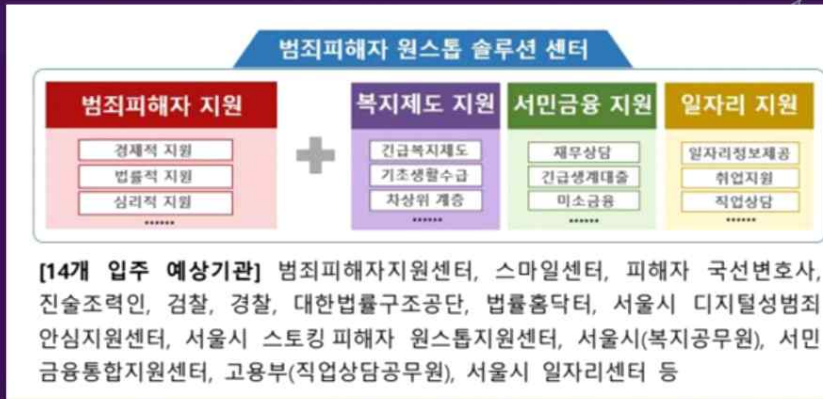 범죄피해자 원스톱 솔루션 센터
범죄피해자 지원
경제적 지원
법률적 지원
심리적 지원
......
복지제도 지원
긴급복지제도
기초생활수급
차상위 계층
......
서민금융 지원
재무상담
긴급생계대출
미소금융
......
일자리 지원
일자리정보제공
취업지원
직업상담
......
[14개 입주 예상기관] 범죄피해자지원센터, 스마일센터, 피해자 국선변호사,
진술조력인, 검찰, 경찰, 대한법률구조공단, 법률홈닥터, 서울시 디지털성범죄
안심지원센터, 서울시 스토킹 피해자 원스톱지원센터, 서울시(복지공무원), 서민
금융통합지원센터, 고용부(직업상담공무원), 서울시 일자리센터 등